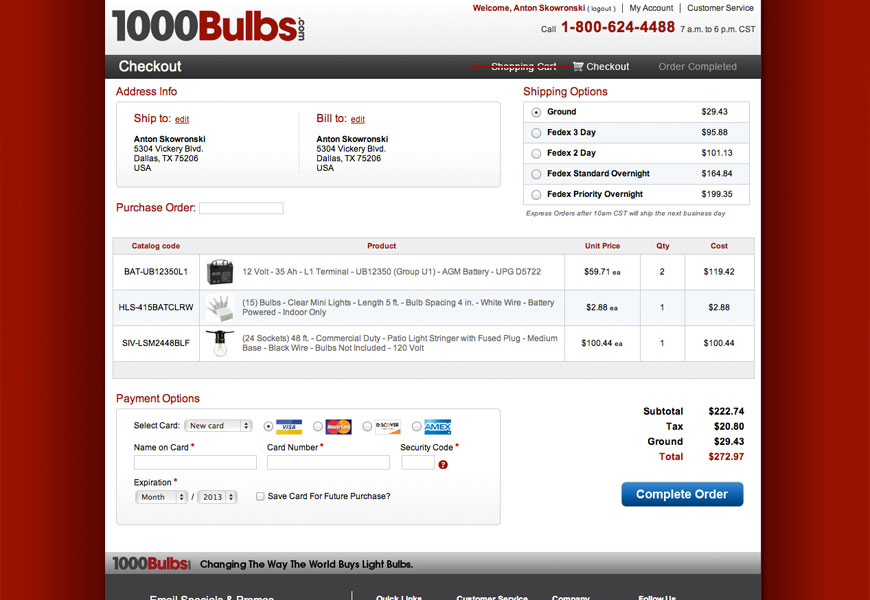 Welcome, Anton Skowronski ( logout ) | My Account | Customer Service
1000Bulbs.com
Call 1-800-624-4488 7 a.m. to 6 p.m. CST
Checkout
Shopping Cart Checkout Order Completed
Address Info
Ship to: edit
Anton Skowronski
5304 Vickery Blvd.
Dallas, TX 75206
USA
Bill to: edit
Anton Skowronski
5304 Vickery Blvd.
Dallas, TX 75206
USA
Shipping Options
Ground $29.43
Fedex 3 Day $95.88
Fedex 2 Day $101.13
Fedex Standard Overnight $164.84
Fedex Priority Overnight $199.35
Express Orders after 10am CST will ship the next business day
Purchase Order:
Catalog code Product Unit Price Qty Cost
BAT-UB12350L1 12 Volt - 35 Ah - L1 Terminal - UB12350 (Group U1) - AGM Battery - UPG D5722 $59.71 ea 2 $119.42
HLS-415BATCLRW (15) Bulbs - Clear Mini Lights - Length 5 ft. - Bulb Spacing 4 in. - White Wire - Battery
Powered - Indoor Only $2.88 ea 1 $2.88
SIV-LSM2448BLF (24 Sockets) 48 ft. - Commercial Duty - Patio Light Stringer with Fused Plug - Medium
Base - Black Wire - Bulbs Not Included - 120 Volt $100.44 ea 1 $100.44
Payment Options
Select Card: New card VISA MasterCard DISCOVER AMEX
Name on Card * Card Number * Security Code *
?
Expiration *
Month / 2013 Save Card For Future Purchase?
Subtotal $222.74
Tax $20.80
Ground $29.43
Total $272.97
Complete Order
1000Bulbs.com Changing The Way The World Buys Light Bulbs.
Email Specials & Promos Quick Links Customer Service Company Follow Us